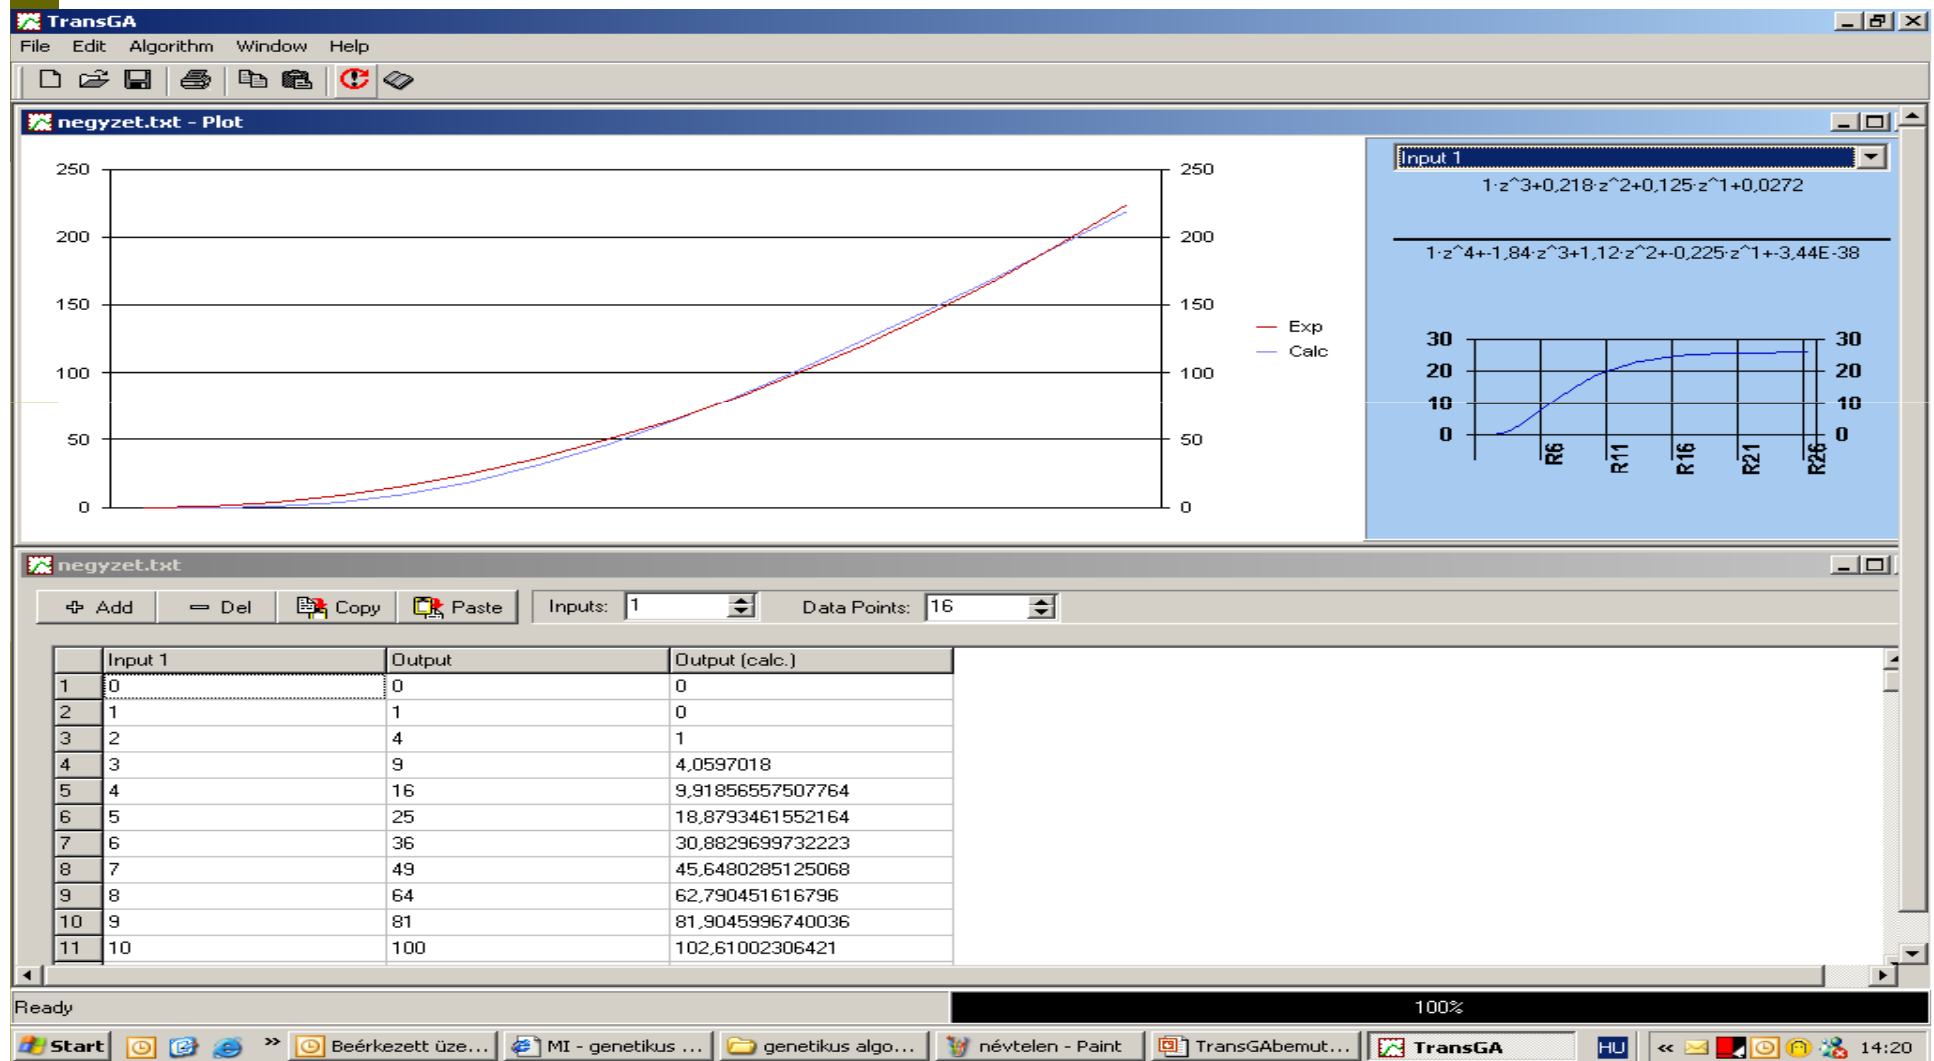 TransGA
File Edit Algorithm Window Help
negyzet.txt - Plot
250
200
150
100
50
0
250
200
150
100
50
0
Exp
Calc
Input 1
1·z^3+0,218·z^2+0,125·z^1+0,0272
1·z^4+-1,84·z^3+1,12·z^2+-0,225·z^1+-3,44E-38
30
20
10
0
30
20
10
0
R6 R11 R16 R21 R26
negyzet.txt
Add Del Copy Paste Inputs: 1 Data Points: 16
Input 1 Output Output (calc.)
1 0 0 0
2 1 1 0
3 2 4 1
4 3 9 4,0597018
5 4 16 9,91856557507764
6 5 25 18,8793461552164
7 6 36 30,8829699732223
8 7 49 45,6480285125068
9 8 64 62,790451616796
10 9 81 81,9045996740036
11 10 100 102,61002306421
Ready 100%
Start » Beérkezett üze... MI - genetikus ... genetikus algo... névtelen - Paint TransGAbemut... TransGA HU « 14:20